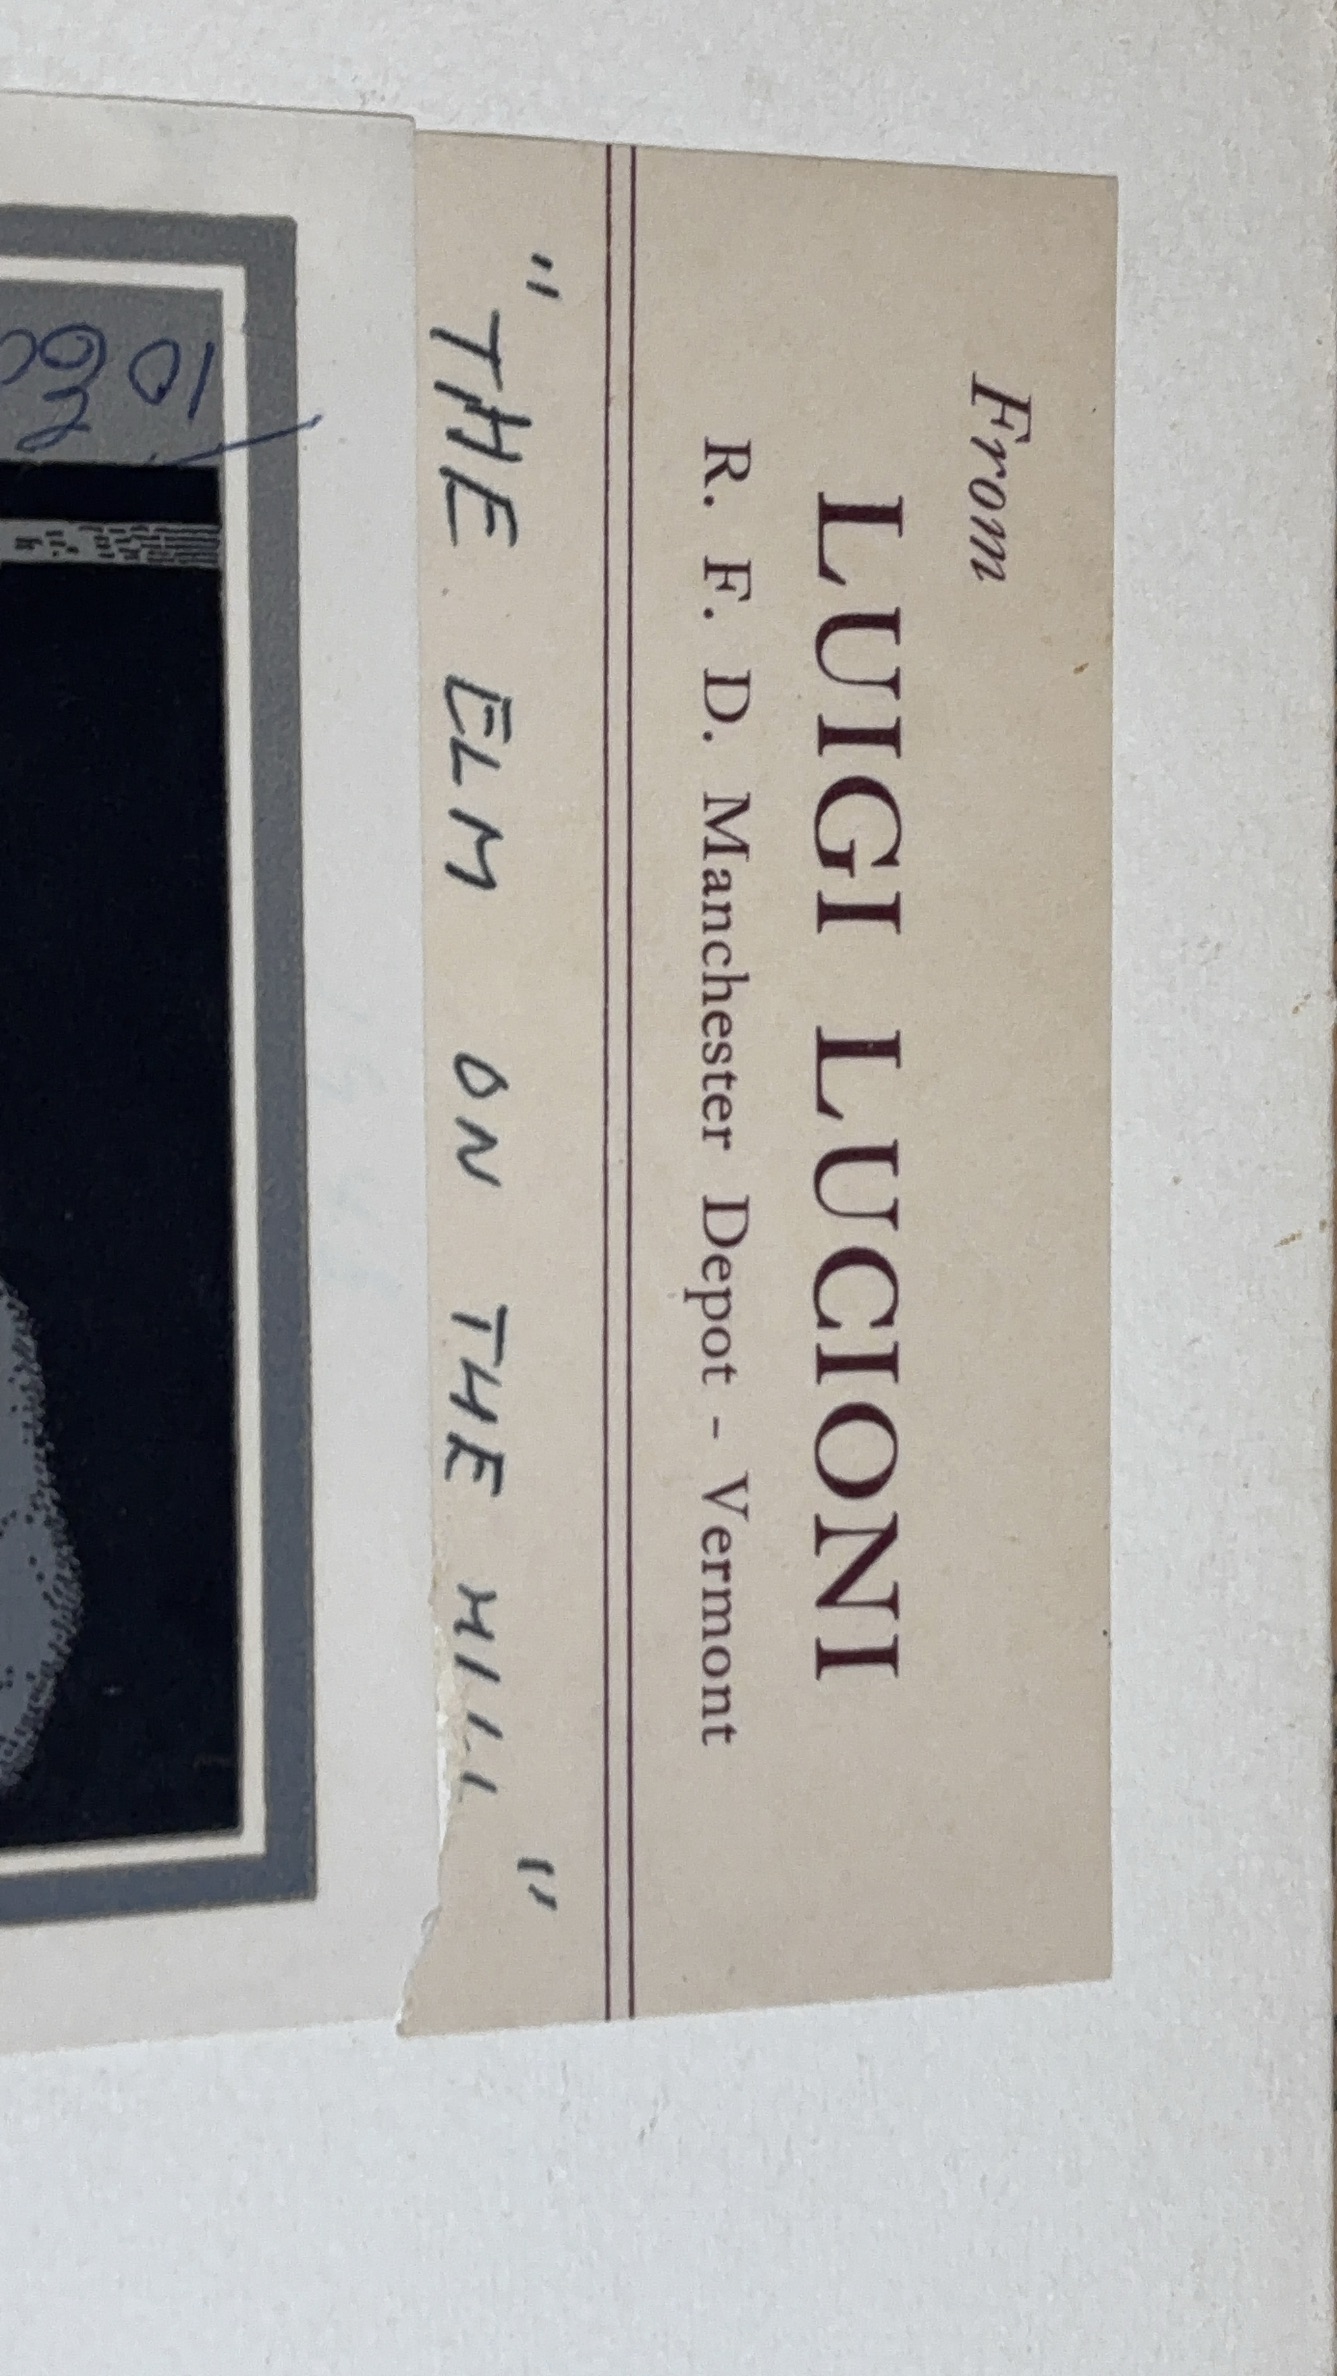 From
LUIGI LUCIONI
R. F. D. Manchester Depot - Vermont
"THE ELM ON THE HILL"